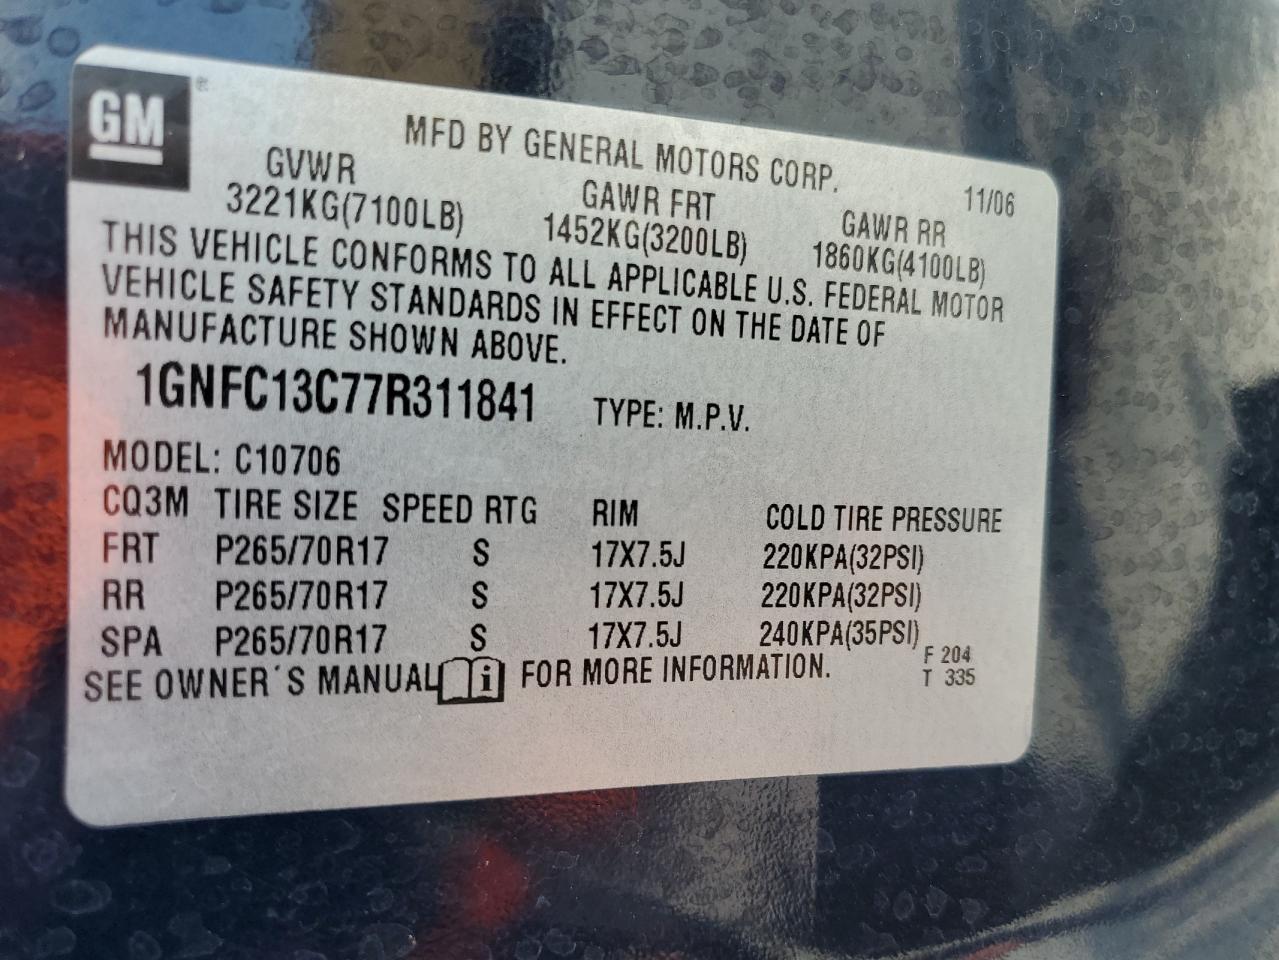 GM ®
MFD BY GENERAL MOTORS CORP.
11/06
GVWR GAWR FRT GAWR RR
3221KG(7100LB) 1452KG(3200LB) 1860KG(4100LB)
THIS VEHICLE CONFORMS TO ALL APPLICABLE U.S. FEDERAL MOTOR
VEHICLE SAFETY STANDARDS IN EFFECT ON THE DATE OF
MANUFACTURE SHOWN ABOVE.
1GNFC13C77R311841 TYPE: M.P.V.
MODEL: C10706
CQ3M TIRE SIZE SPEED RTG RIM COLD TIRE PRESSURE
FRT P265/70R17 S 17X7.5J 220KPA(32PSI)
RR P265/70R17 S 17X7.5J 220KPA(32PSI)
SPA P265/70R17 S 17X7.5J 240KPA(35PSI)
SEE OWNER'S MANUAL i FOR MORE INFORMATION.
F 204
T 335